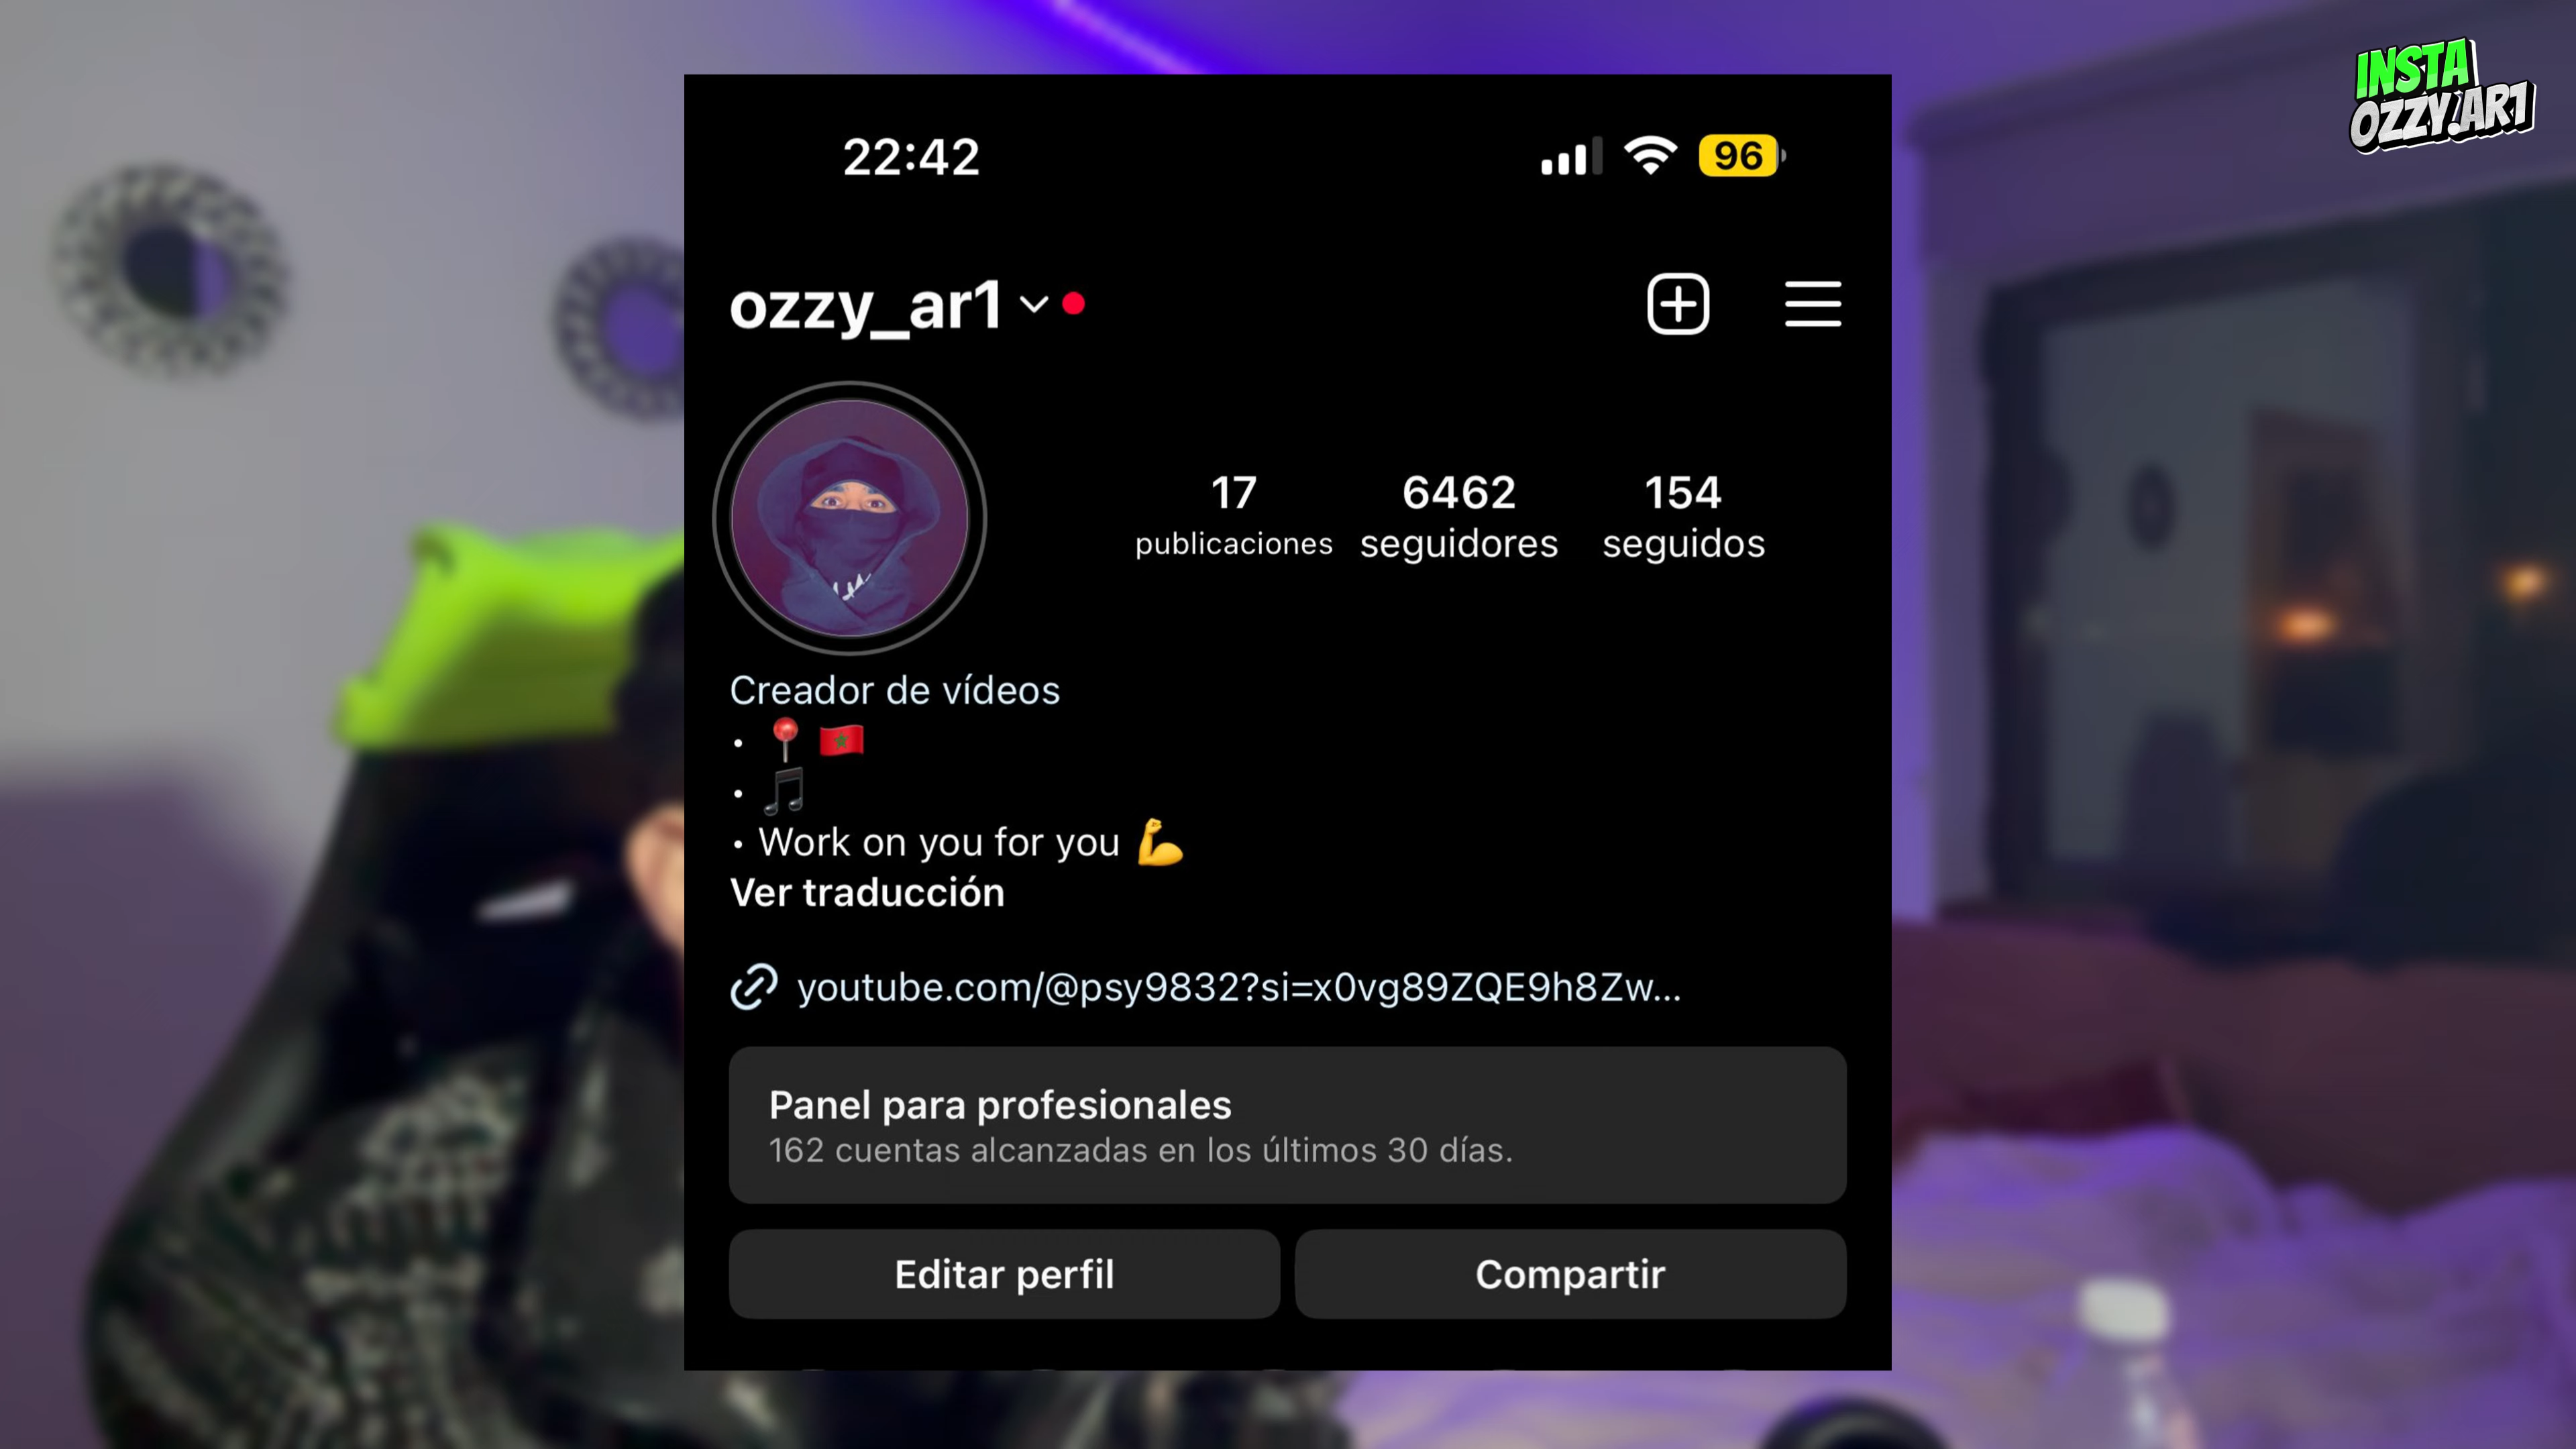 INSTA
OZZY.AR1
22:42
96
ozzy_ar1
17
publicaciones
6462
seguidores
154
seguidos
Creador de vídeos
• 📍 🇲🇦
• 🎵
• Work on you for you 💪
Ver traducción
youtube.com/@psy9832?si=x0vg89ZQE9h8Zw...
Panel para profesionales
162 cuentas alcanzadas en los últimos 30 días.
Editar perfil
Compartir